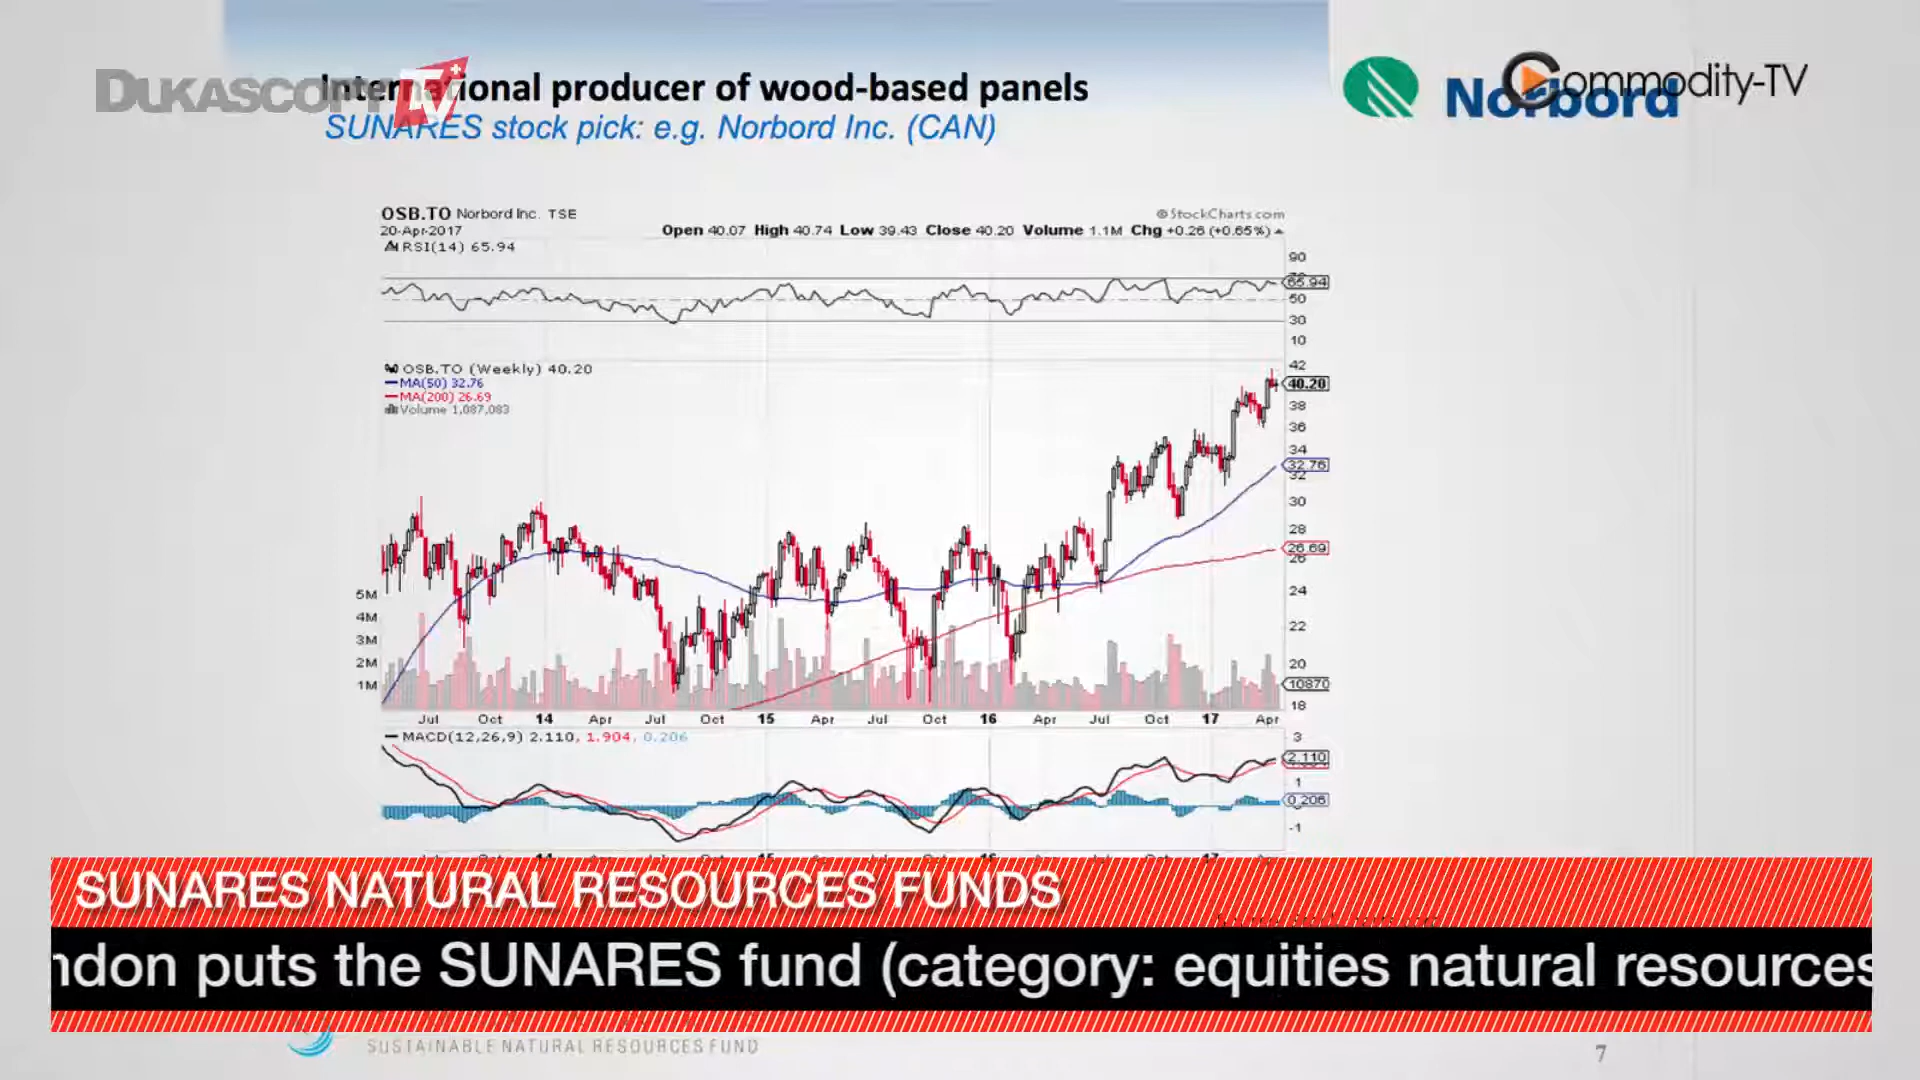 DUKASCOPY TV+
International producer of wood-based panels
Norbord
Commodity-TV
SUNARES stock pick: e.g. Norbord Inc. (CAN)
OSB.TO Norbord Inc. TSE
©StockCharts.com
20-Apr-2017
Open 40.07 High 40.74 Low 39.43 Close 40.20 Volume 1.1M Chg +0.26 (+0.65%)
RSI(14) 65.94
90
65.94
50
30
10
OSB.TO (Weekly) 40.20
42
MA(50) 32.76
40.20
MA(200) 26.69
Volume 1,087,083
38
36
34
32.76
32
30
28
26.69
26
5M
24
4M
3M
22
2M
20
1M
10870
18
Jul Oct 14 Apr Jul Oct 15 Apr Jul Oct 16 Apr Jul Oct 17 Apr
MACD(12,26,9) 2.110, 1.904, 0.206
3
2.110
1
0.206
-1
SUNARES NATURAL RESOURCES FUNDS
ndon puts the SUNARES fund (category: equities natural resources
SUSTAINABLE NATURAL RESOURCES FUND
7